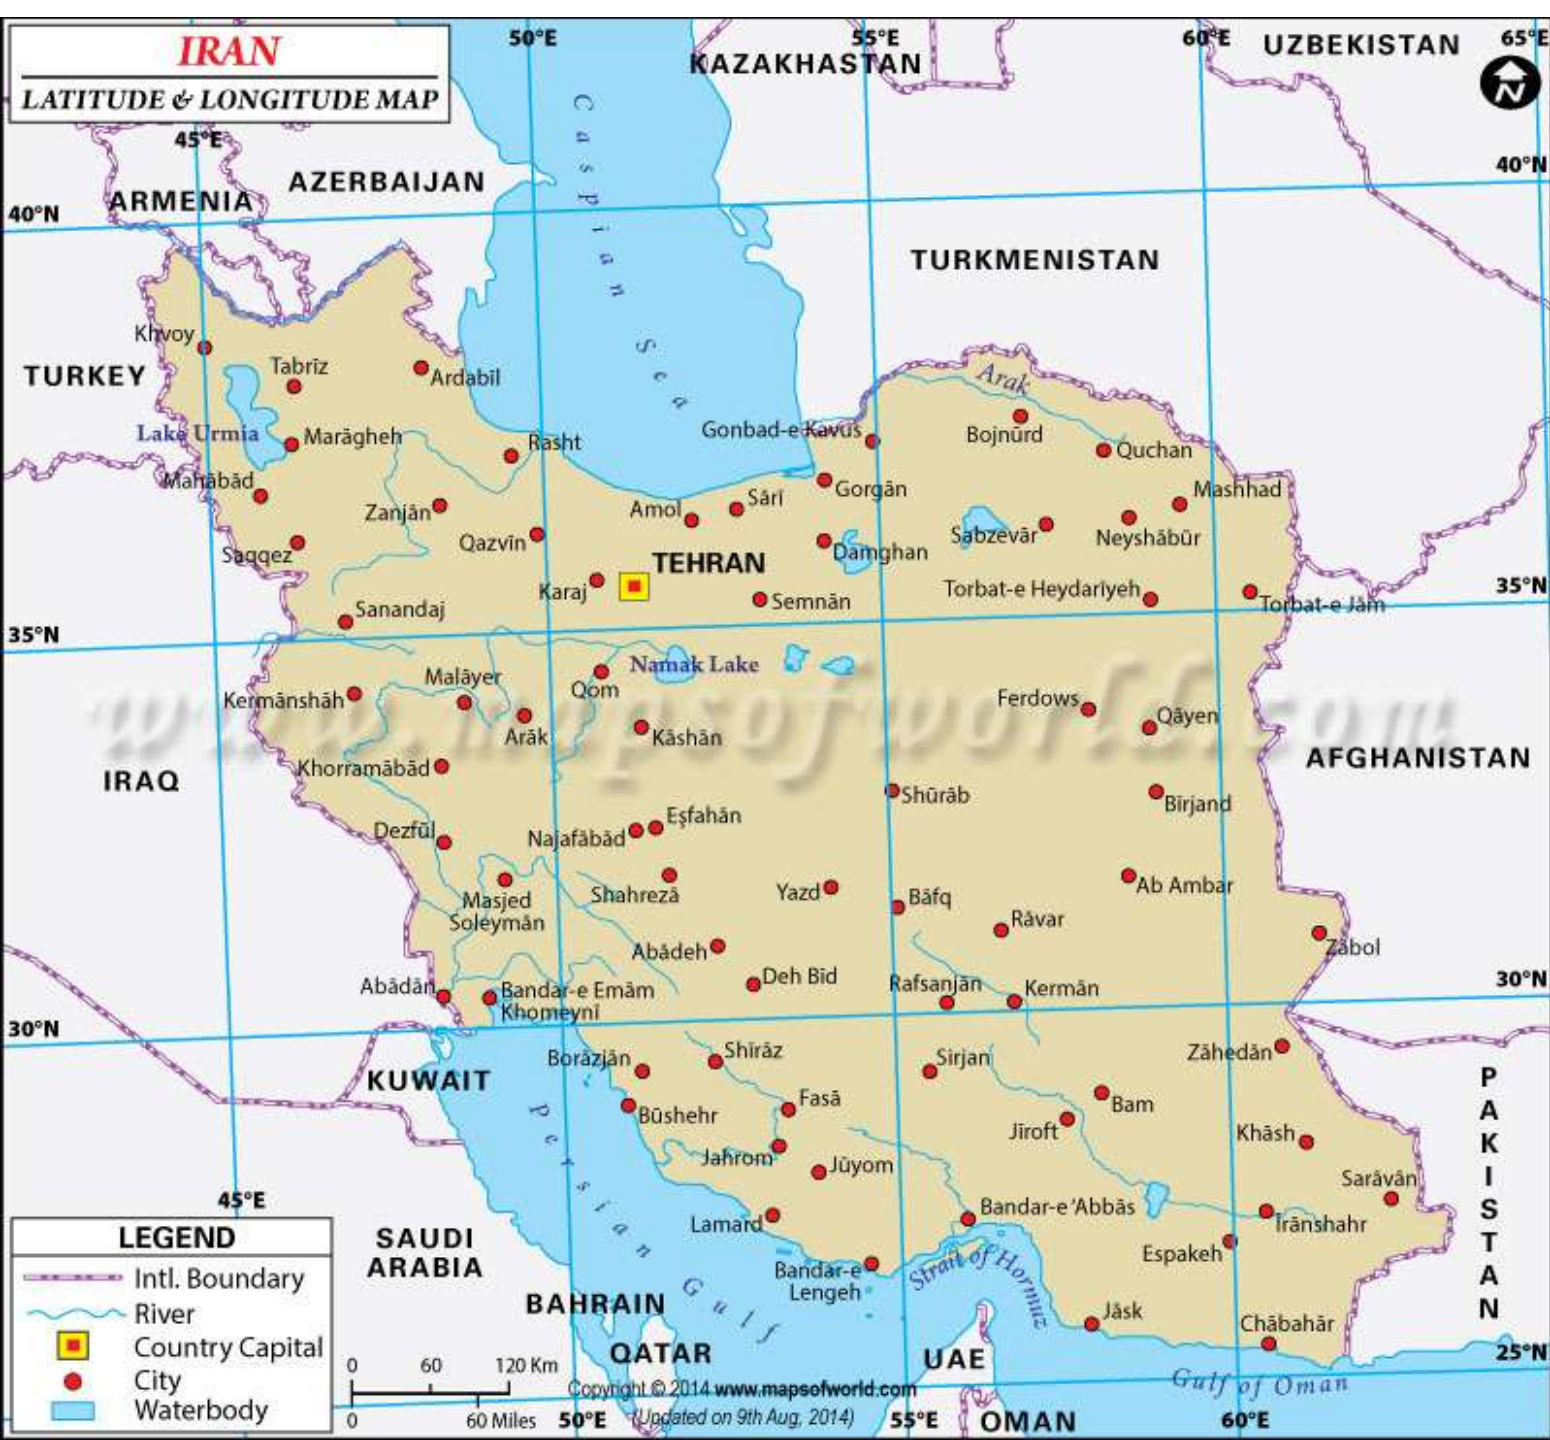 IRAN
LATITUDE & LONGITUDE MAP
50°E
55°E
60°E
65°E
KAZAKHASTAN
UZBEKISTAN
N
45°E
40°N
AZERBAIJAN
ARMENIA
40°N
Caspian Sea
TURKMENISTAN
Khvoy
Tabrīz
TURKEY
Ardabīl
Arak
Lake Urmia
Marāgheh
Rasht
Gonbad-e Kavus
Bojnūrd
Quchan
Mahābād
Zanjān
Amol
Sārī
Gorgān
Mashhad
Saqqez
Qazvīn
TEHRAN
Damghan
Sabzevār
Neyshābūr
Karaj
Semnān
Torbat-e Heydarīyeh
35°N
Sanandaj
Torbat-e Jām
35°N
Malāyer
Namak Lake
Kermānshāh
Qom
Ferdows
Qāyen
www.mapsofworld.com
Arāk
Kāshān
AFGHANISTAN
IRAQ
Khorramābād
Shūrāb
Bīrjand
Dezfūl
Najafābād
Eşfahān
Masjed
Soleymān
Shahrezā
Yazd
Bāfq
Ab Ambar
Rāvar
Abādeh
Zābol
Abādān
Bandar-e Emām
Khomeynī
Deh Bīd
Rafsanjān
Kermān
30°N
30°N
Borāzjān
Shīrāz
Sirjan
Zāhedān
KUWAIT
PAKISTAN
Būshehr
Fasā
Jīroft
Bam
Khāsh
Jahrom
Jūyom
Sarāvān
45°E
Persian Gulf
Lamard
Bandar-e 'Abbās
Īrānshahr
LEGEND
SAUDI
ARABIA
Espakeh
Intl. Boundary
Bandar-e
Lengeh
Strait of Hormuz
River
BAHRAIN
Jāsk
Chābahār
Country Capital
QATAR
UAE
25°N
City
0 60 120 Km
Copyright © 2014 www.mapsofworld.com
Gulf of Oman
Waterbody
0 60 Miles
50°E
(Updated on 9th Aug, 2014)
55°E
OMAN
60°E